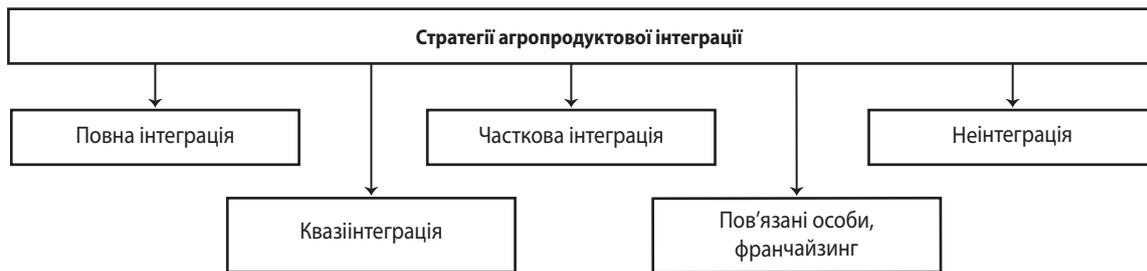 Стратегії агропродуктової інтеграції
Повна інтеграція
Часткова інтеграція
Неінтеграція
Квазіінтеграція
Пов’язані особи,
франчайзинг